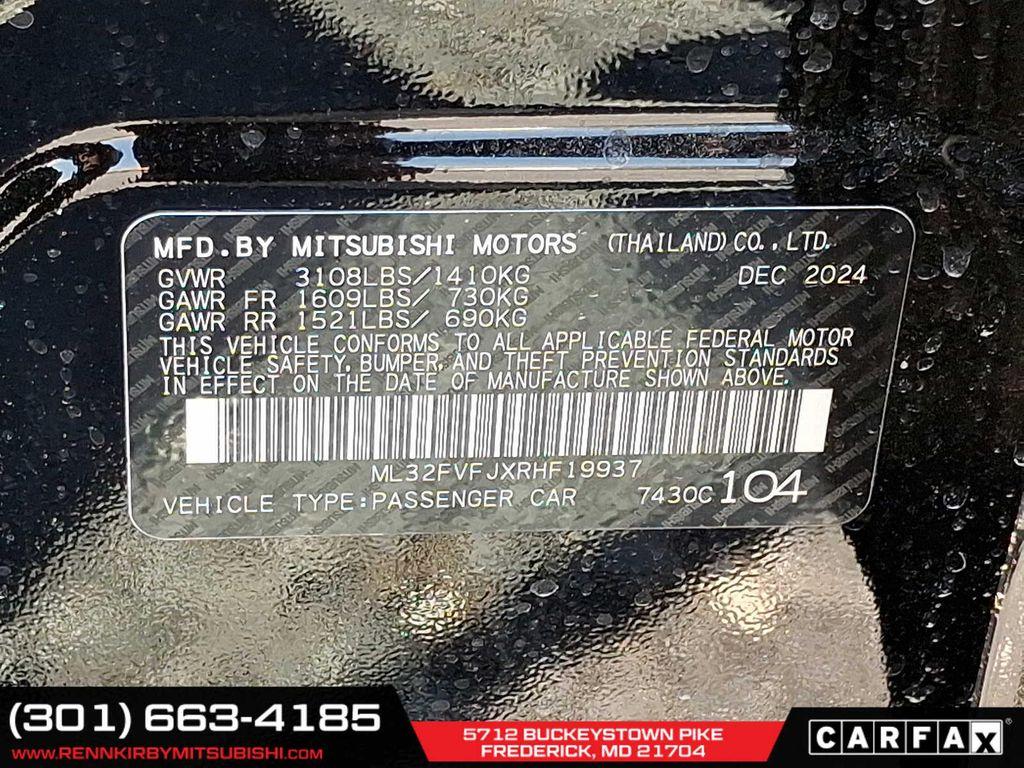 MFD.BY MITSUBISHI MOTORS (THAILAND)CO.,LTD.
GVWR 3108LBS/1410KG DEC 2024
GAWR FR 1609LBS/ 730KG
GAWR RR 1521LBS/ 690KG
THIS VEHICLE CONFORMS TO ALL APPLICABLE FEDERAL MOTOR
VEHICLE SAFETY, BUMPER, AND THEFT PREVENTION STANDARDS
IN EFFECT ON THE DATE OF MANUFACTURE SHOWN ABOVE.
ML32FVFJXRHF19937
VEHICLE TYPE:PASSENGER CAR 7430C 104
(301) 663-4185
WWW.RENNKIRBYMITSUBISHI.COM
5712 BUCKEYSTOWN PIKE
FREDERICK, MD 21704
CARFAX